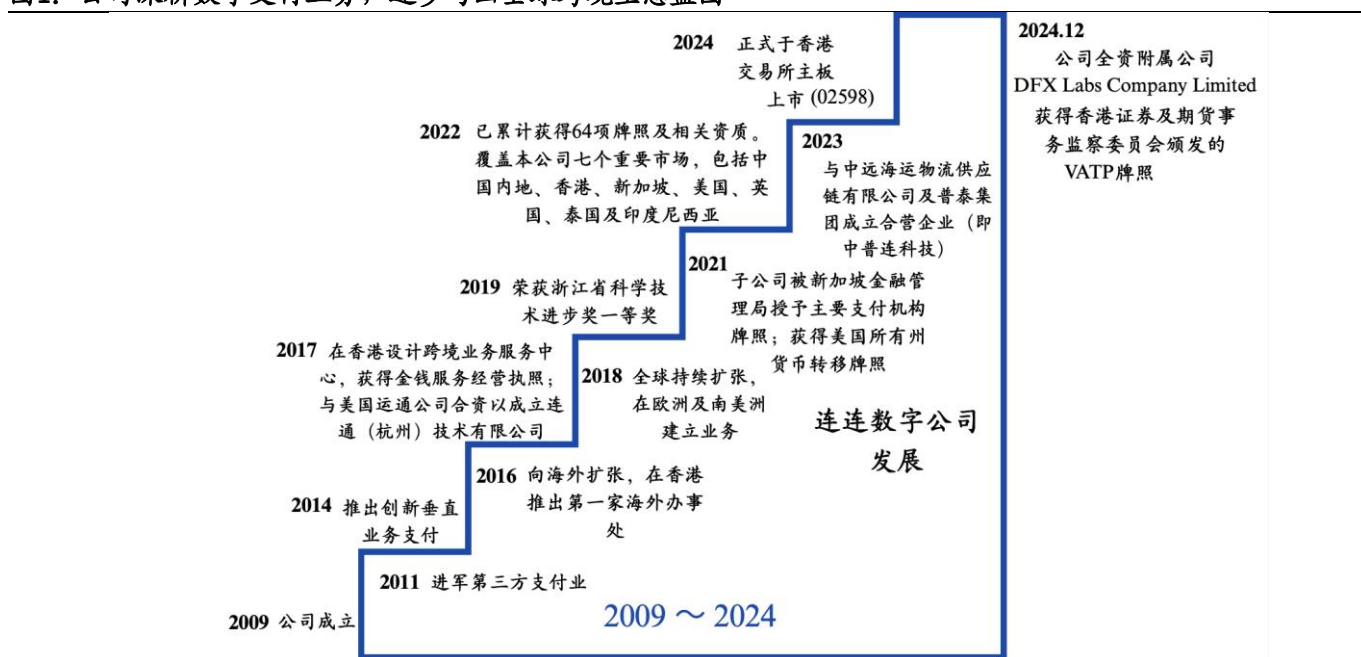 2024 正式于香港
交易所主板
上市 (02598)
2024.12
公司全资附属公司
DFX Labs Company Limited
获得香港证券及期货事
务监察委员会颁发的
VATP牌照
2022 已累计获得64项牌照及相关资质。
覆盖本公司七个重要市场，包括中
国内地、香港、新加坡、美国、英
国、泰国及印度尼西亚
2023
与中远海运物流供应
链有限公司及普泰集
团成立合营企业（即
中普连科技）
2019 荣获浙江省科学技
术进步奖一等奖
2021
子公司被新加坡金融管
理局授予主要支付机构
牌照；获得美国所有州
货币转移牌照
2017 在香港设计跨境业务服务中
心，获得金钱服务经营执照；
与美国运通公司合资以成立连
通（杭州）技术有限公司
2018 全球持续扩张，
在欧洲及南美洲
建立业务
连连数字公司
发展
2014 推出创新垂直
业务支付
2016 向海外扩张，在香港
推出第一家海外办事
处
2011 进军第三方支付业
2009 公司成立
2009 ～ 2024